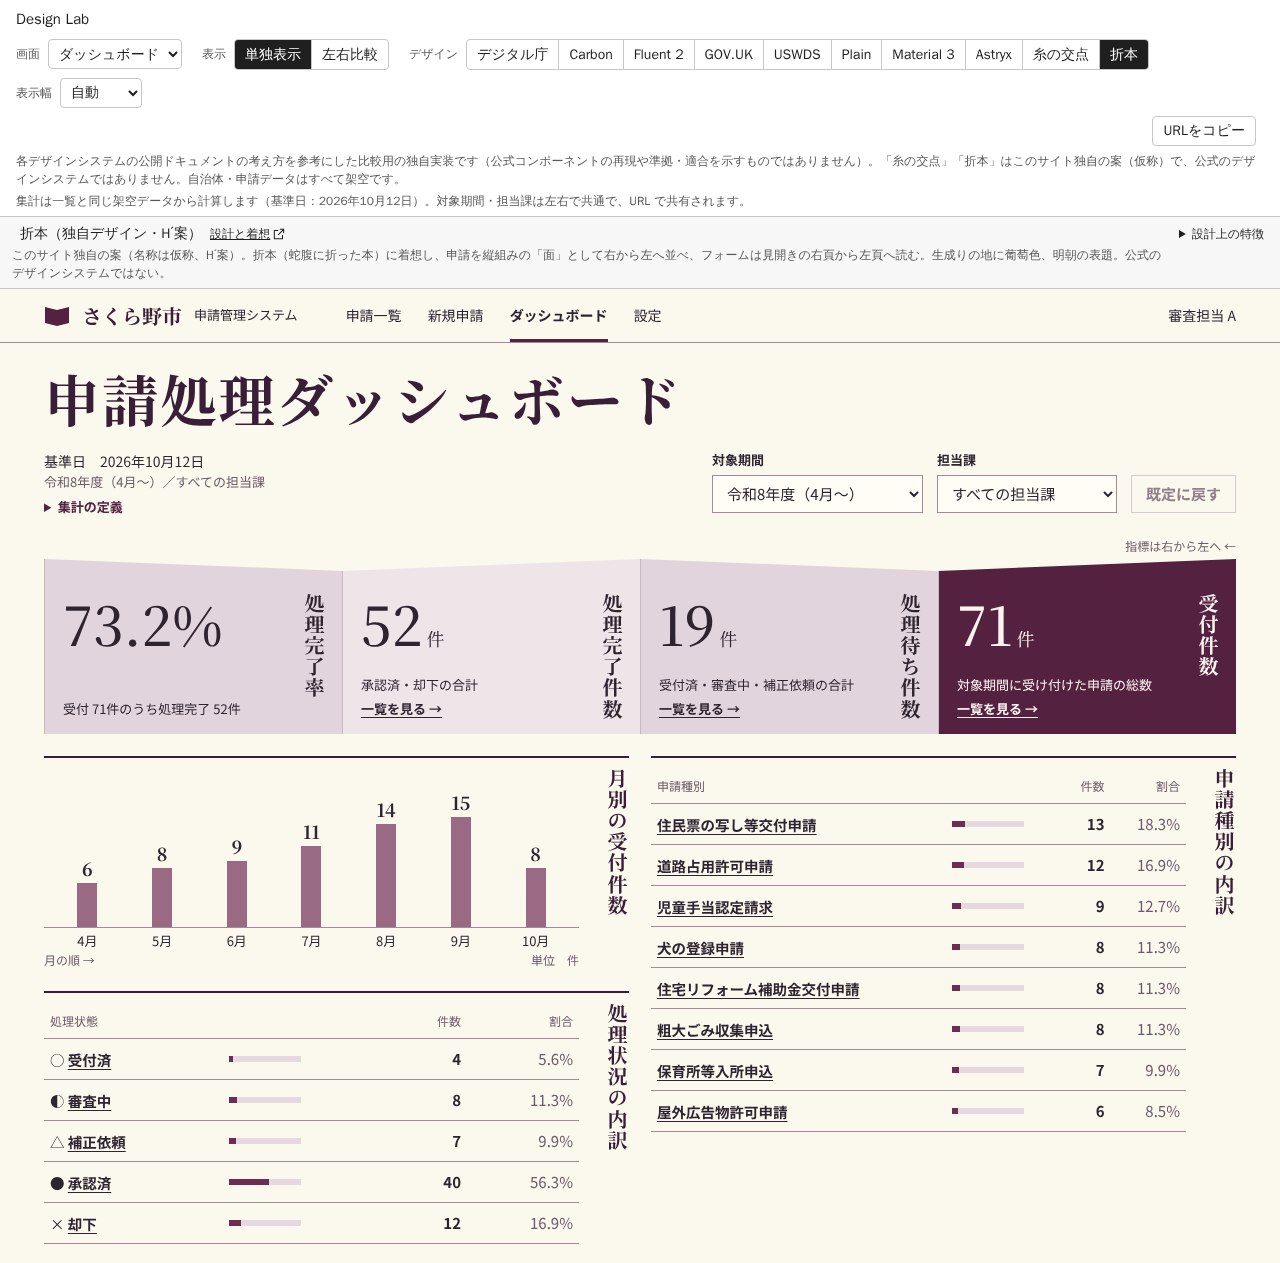 Design Lab
画面 ダッシュボード 表示 単独表示 左右比較 デザイン デジタル庁 Carbon Fluent 2 GOV.UK USWDS Plain Material 3 Astryx 糸の交点 折本
表示幅 自動
URLをコピー
各デザインシステムの公開ドキュメントの考え方を参考にした比較用の独自実装です（公式コンポーネントの再現や準拠・適合を示すものではありません）。「糸の交点」「折本」はこのサイト独自の案（仮称）で、公式のデザ
インシステムではありません。自治体・申請データはすべて架空です。
集計は一覧と同じ架空データから計算します（基準日：2026年10月12日）。対象期間・担当課は左右で共通で、URL で共有されます。
折本（独自デザイン・H´案） 設計と着想 ▶ 設計上の特徴
このサイト独自の案（名称は仮称、H´案）。折本（蛇腹に折った本）に着想し、申請を縦組みの「面」として右から左へ並べ、フォームは見開きの右頁から左頁へ読む。生成りの地に葡萄色、明朝の表題。公式の
デザインシステムではない。
さくら野市 申請管理システム 申請一覧 新規申請 ダッシュボード 設定 審査担当 A
申請処理ダッシュボード
基準日 2026年10月12日
令和8年度（4月〜）／すべての担当課
▶ 集計の定義
対象期間 担当課
令和8年度（4月〜） すべての担当課 既定に戻す
指標は右から左へ ←
受付件数
71 件
対象期間に受け付けた申請の総数
一覧を見る →
処理待ち件数
19 件
受付済・審査中・補正依頼の合計
一覧を見る →
処理完了件数
52 件
承認済・却下の合計
一覧を見る →
処理完了率
73.2%
受付 71件のうち処理完了 52件
申請種別の内訳
申請種別 件数 割合
住民票の写し等交付申請 13 18.3%
道路占用許可申請 12 16.9%
児童手当認定請求 9 12.7%
犬の登録申請 8 11.3%
住宅リフォーム補助金交付申請 8 11.3%
粗大ごみ収集申込 8 11.3%
保育所等入所申込 7 9.9%
屋外広告物許可申請 6 8.5%
月別の受付件数
6 8 9 11 14 15 8
4月 5月 6月 7月 8月 9月 10月
月の順 → 単位 件
処理状況の内訳
処理状態 件数 割合
○ 受付済 4 5.6%
◐ 審査中 8 11.3%
△ 補正依頼 7 9.9%
● 承認済 40 56.3%
× 却下 12 16.9%